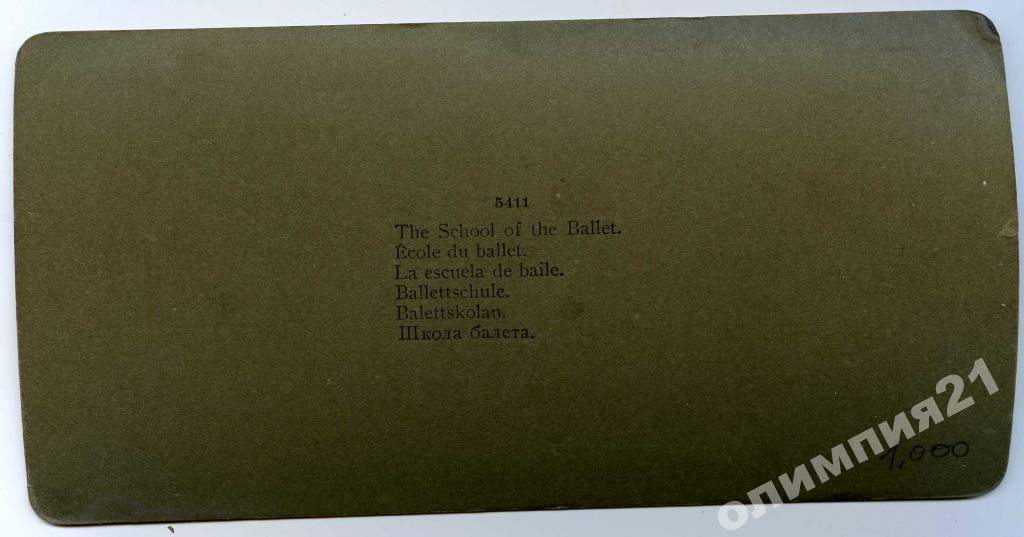 5411
The School of the Ballet.
École du ballet.
La escuela de baile.
Ballettschule.
Balettskolan.
Школа балета.
1,000
олимпия21